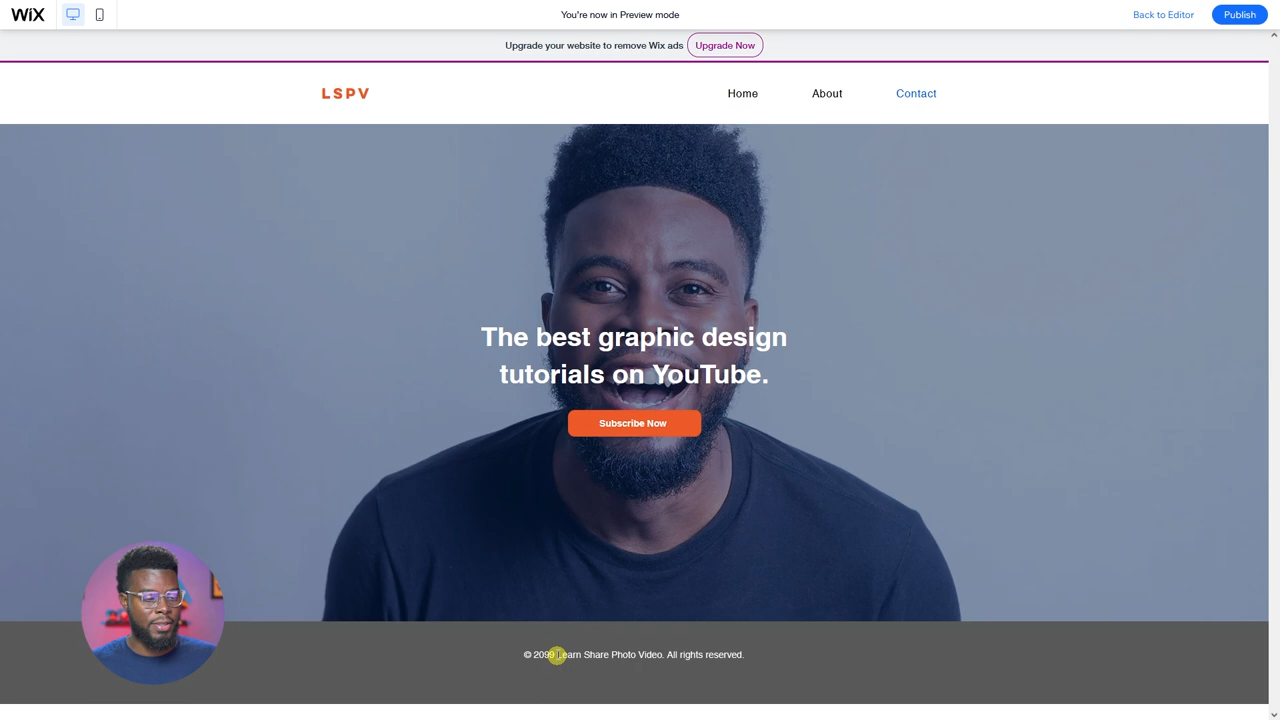 WiX
You're now in Preview mode
Back to Editor
Publish
Upgrade your website to remove Wix ads
Upgrade Now
LSPV
Home
About
Contact
The best graphic design
tutorials on YouTube.
Subscribe Now
© 2099 Learn Share Photo Video. All rights reserved.